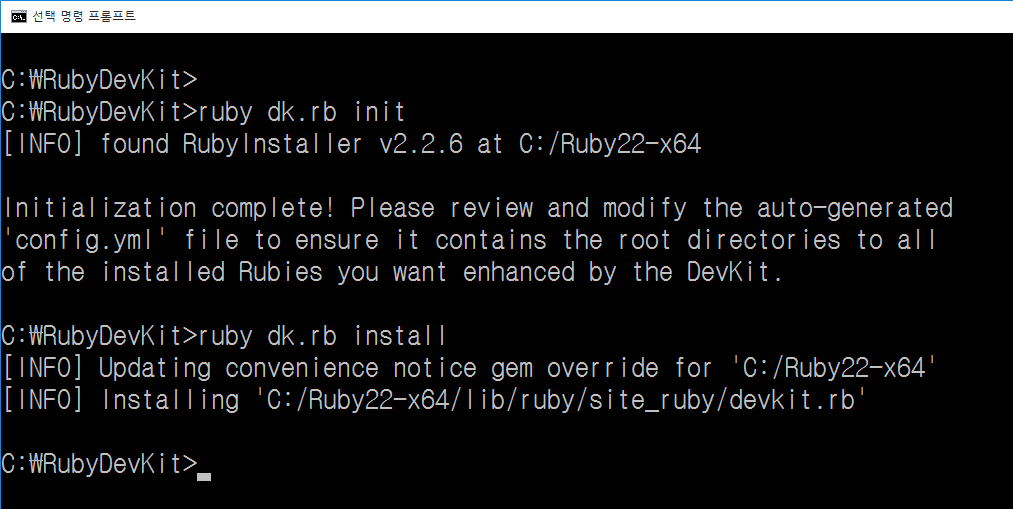 선택 명령 프롬프트
C:₩RubyDevKit>
C:₩RubyDevKit>ruby dk.rb init
[INFO] found RubyInstaller v2.2.6 at C:/Ruby22-x64
Initialization complete! Please review and modify the auto-generated
'config.yml' file to ensure it contains the root directories to all
of the installed Rubies you want enhanced by the DevKit.
C:₩RubyDevKit>ruby dk.rb install
[INFO] Updating convenience notice gem override for 'C:/Ruby22-x64'
[INFO] Installing 'C:/Ruby22-x64/lib/ruby/site_ruby/devkit.rb'
C:₩RubyDevKit>